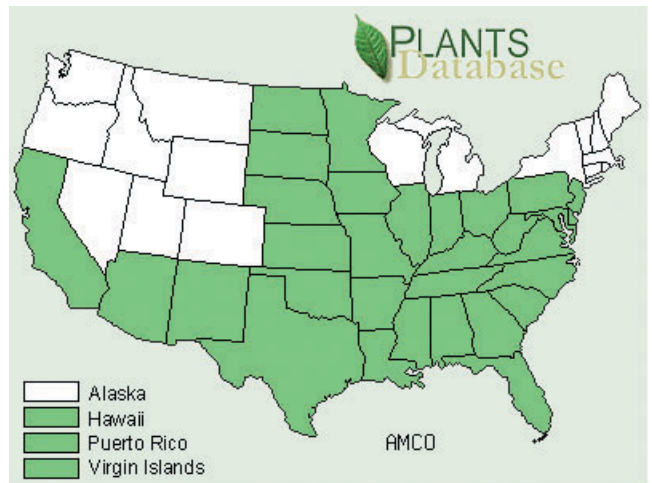 PLANTS
Database
Alaska
Hawaii
Puerto Rico
Virgin Islands
AMCO